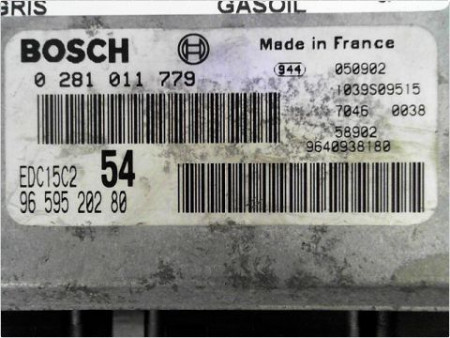 GRIS GASOIL
BOSCH Made in France
0 281 011 779
944 050902
1039S09515
7046 0038
58902
9640938180
EDC15C2 54
96 595 202 80